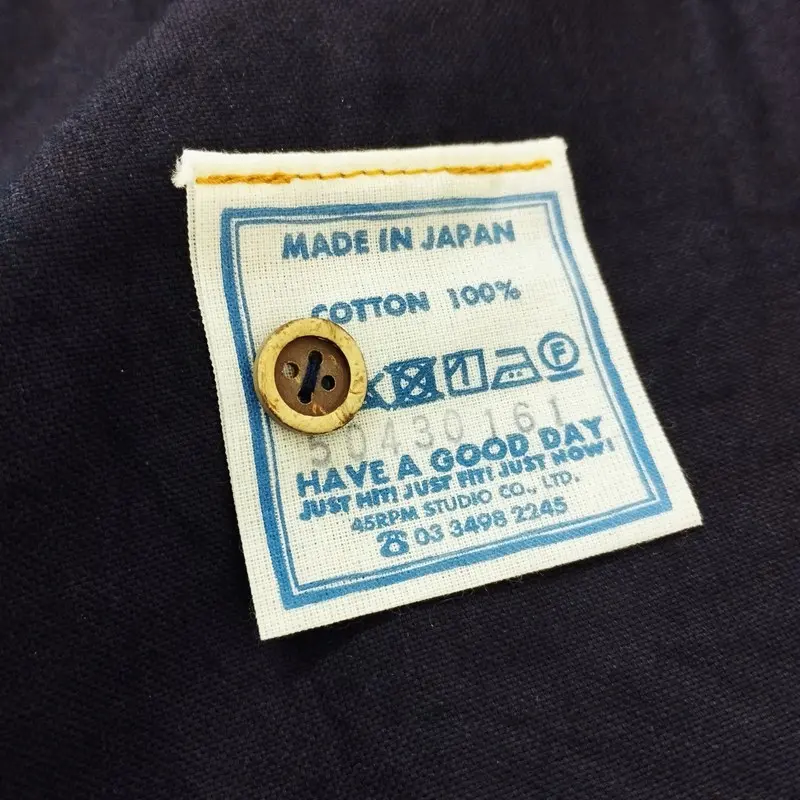 MADE IN JAPAN
COTTON 100%
F
50430161
HAVE A GOOD DAY
JUST HIT! JUST FIT! JUST NOW!
45RPM STUDIO CO., LTD.
☎ 03 3498 2245